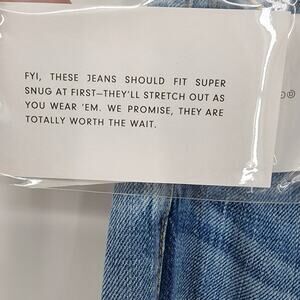 FYI, THESE JEANS SHOULD FIT SUPER
SNUG AT FIRST—THEY'LL STRETCH OUT AS
YOU WEAR 'EM. WE PROMISE, THEY ARE
TOTALLY WORTH THE WAIT.